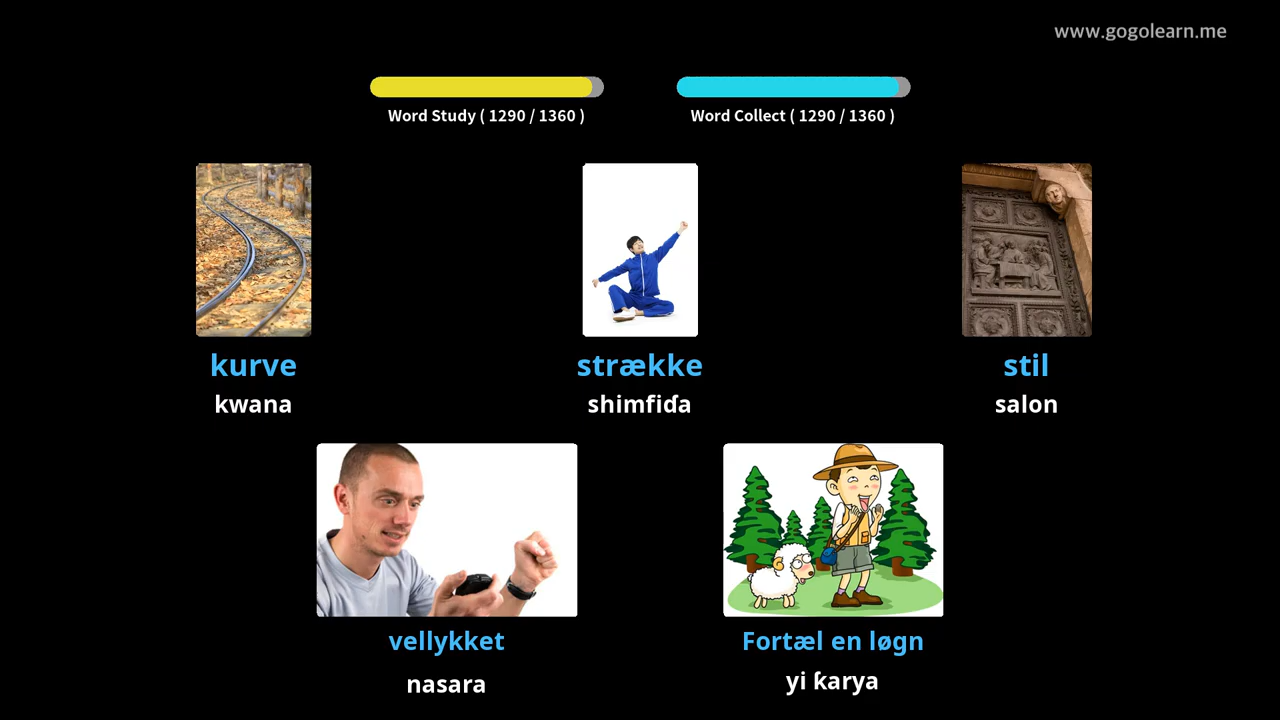 www.gogolearn.me
Word Study ( 1290 / 1360 )
Word Collect ( 1290 / 1360 )
kurve
strække
stil
kwana
shimfiɗa
salon
vellykket
Fortæl en løgn
nasara
yi ƙarya